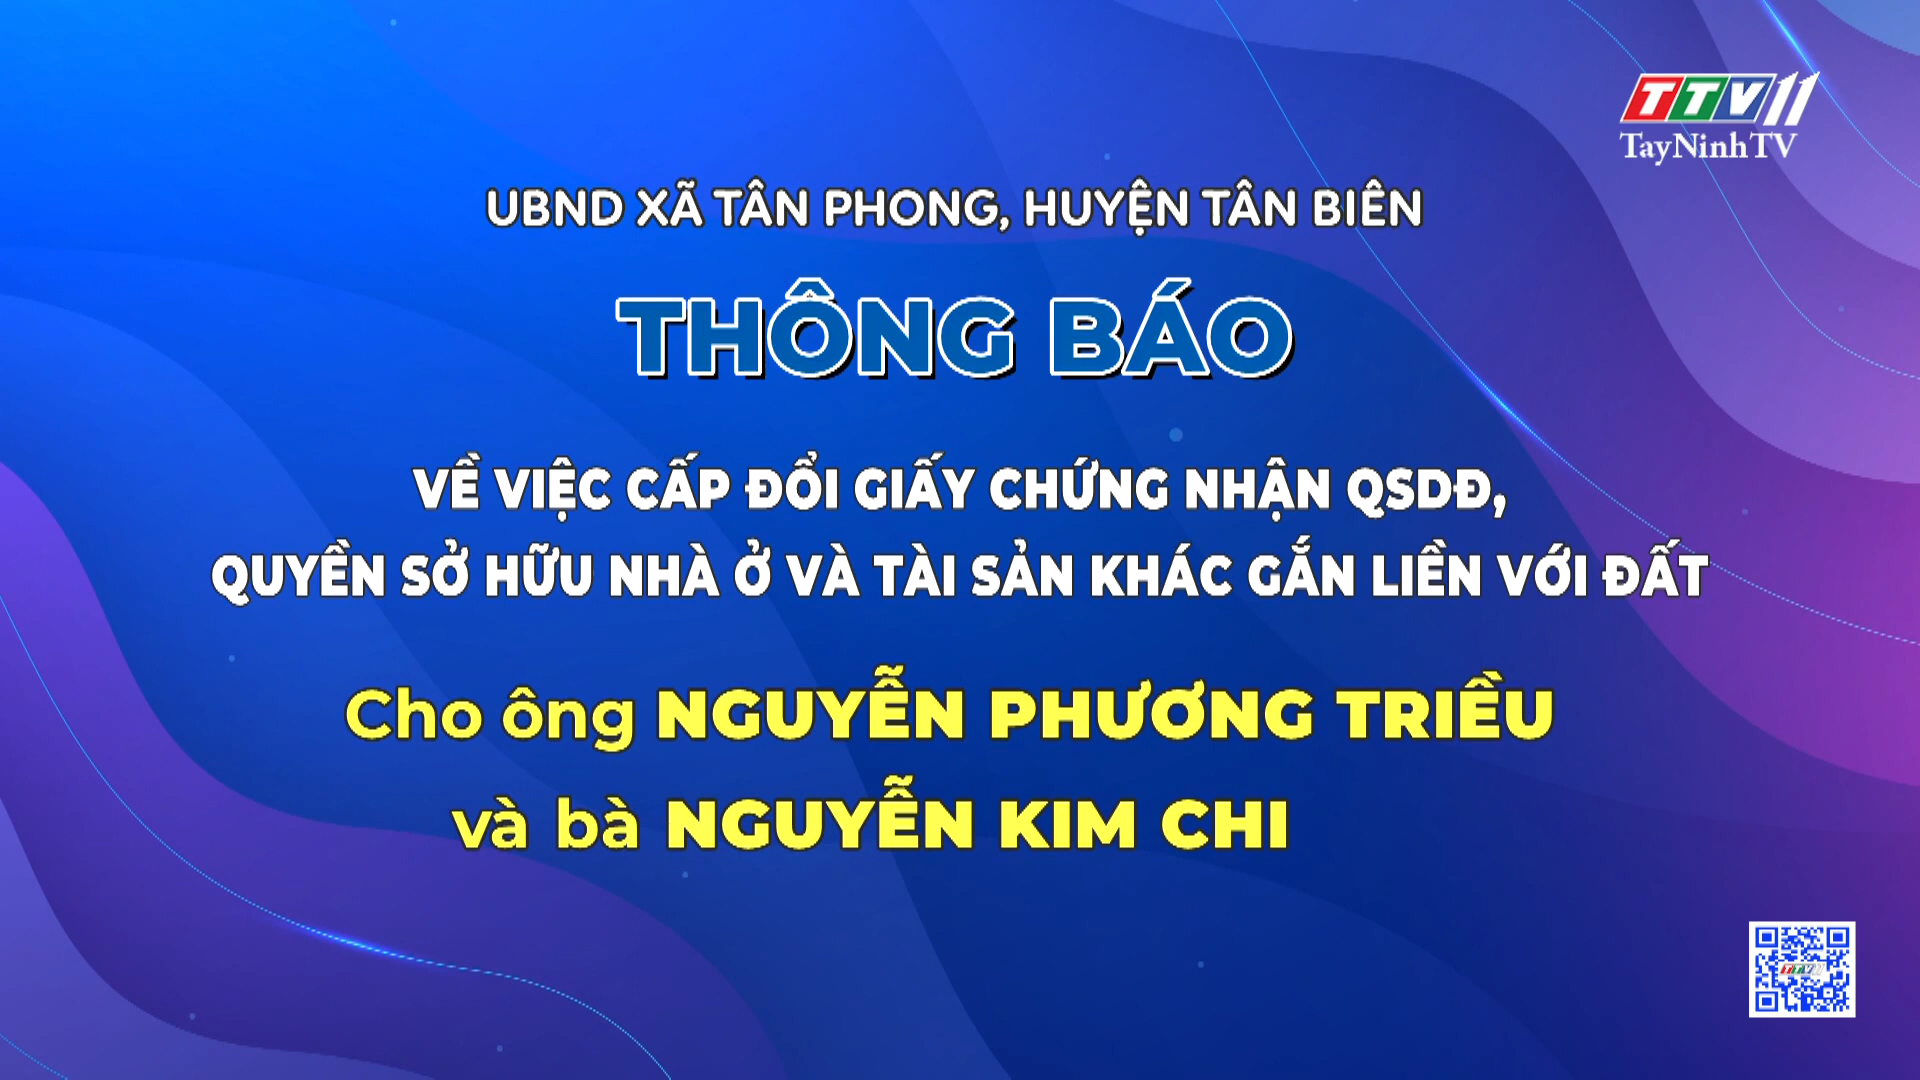 TTV11
TayNinhTV
UBND XÃ TÂN PHONG, HUYỆN TÂN BIÊN
THÔNG BÁO
VỀ VIỆC CẤP ĐỔI GIẤY CHỨNG NHẬN QSDĐ,
QUYỀN SỞ HỮU NHÀ Ở VÀ TÀI SẢN KHÁC GẮN LIỀN VỚI ĐẤT
Cho ông NGUYỄN PHƯƠNG TRIỀU
và bà NGUYỄN KIM CHI
TTV11